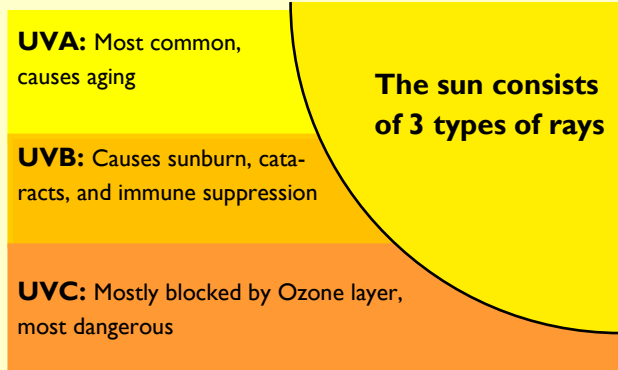 UVA: Most common,
causes aging
The sun consists
of 3 types of rays
UVB: Causes sunburn, cata-
racts, and immune suppression
UVC: Mostly blocked by Ozone layer,
most dangerous